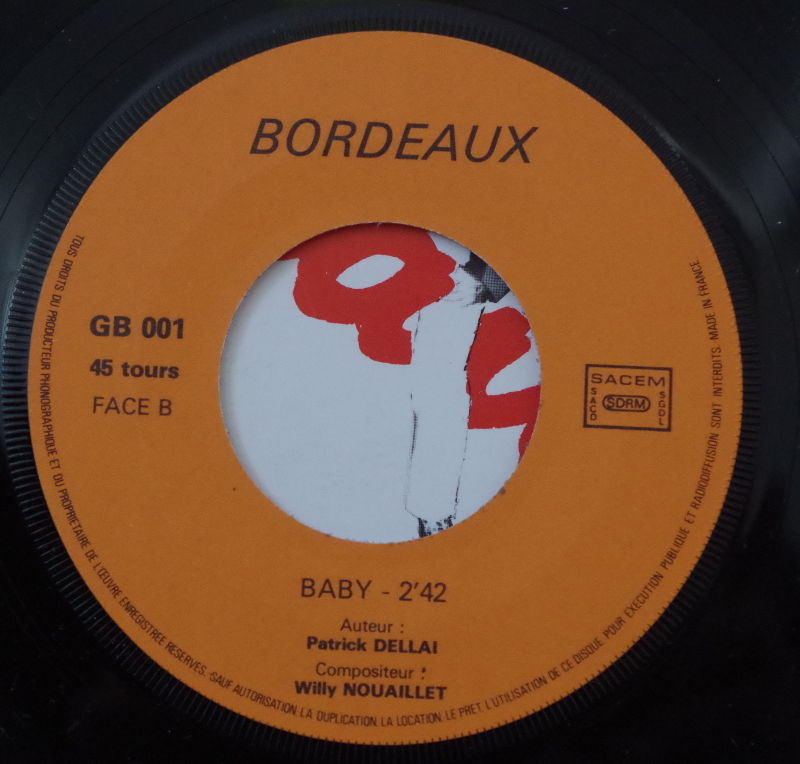 BORDEAUX
GB 001
45 tours
FACE B
SACEM
SACD
SDRM
SGDL
BABY - 2'42
Auteur :
Patrick DELLAI
Compositeur :
Willy NOUAILLET
TOUS DROITS DU PRODUCTEUR PHONOGRAPHIQUE ET DU PROPRIETAIRE DE L'ŒUVRE ENREGISTREE RESERVES. SAUF AUTORISATION, LA DUPLICATION, LA LOCATION, LE PRET, L'UTILISATION DE CE DISQUE, POUR EXECUTION PUBLIQUE ET RADIODIFFUSION SONT INTERDITS. MADE IN FRANCE.